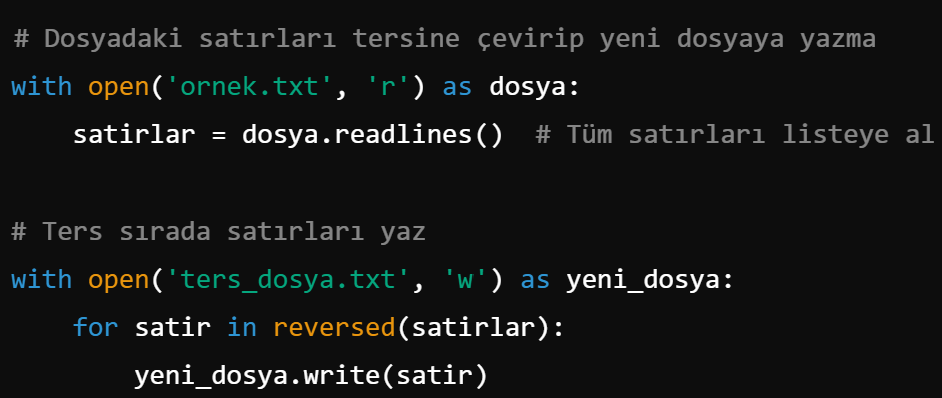 # Dosyadaki satırları tersine çevirip yeni dosyaya yazma
with open('ornek.txt', 'r') as dosya:
    satirlar = dosya.readlines()  # Tüm satırları listeye al

# Ters sırada satırları yaz
with open('ters_dosya.txt', 'w') as yeni_dosya:
    for satir in reversed(satirlar):
        yeni_dosya.write(satir)